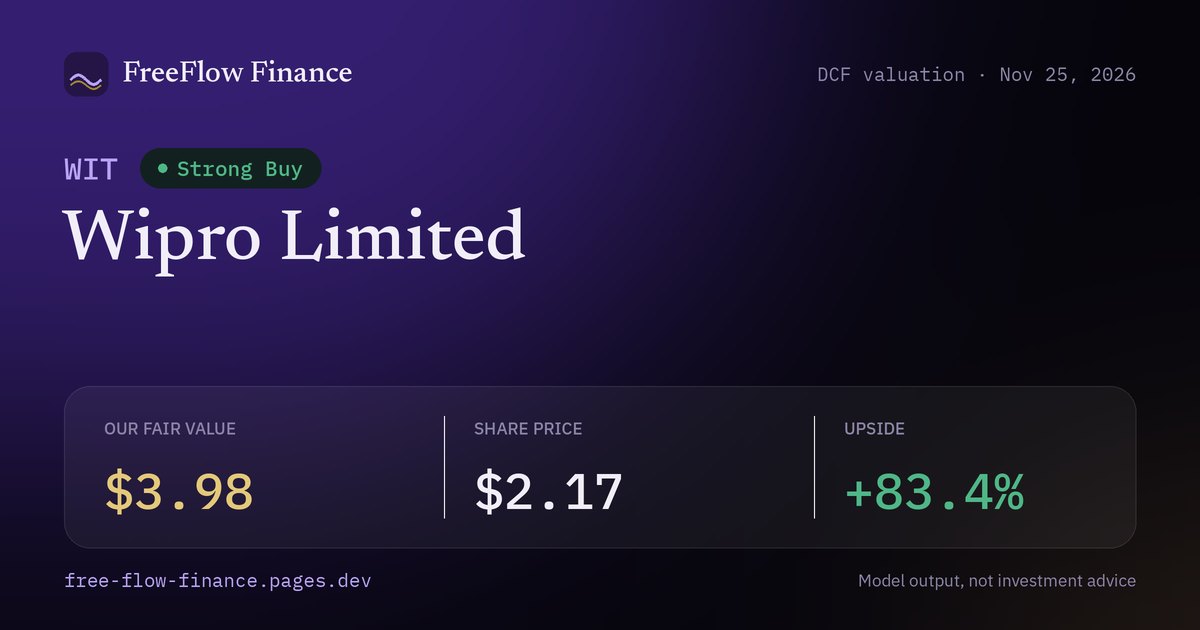 FreeFlow Finance
DCF valuation · Nov 25, 2026
WIT
Strong Buy
Wipro Limited
OUR FAIR VALUE
$3.98
SHARE PRICE
$2.17
UPSIDE
+83.4%
free-flow-finance.pages.dev
Model output, not investment advice